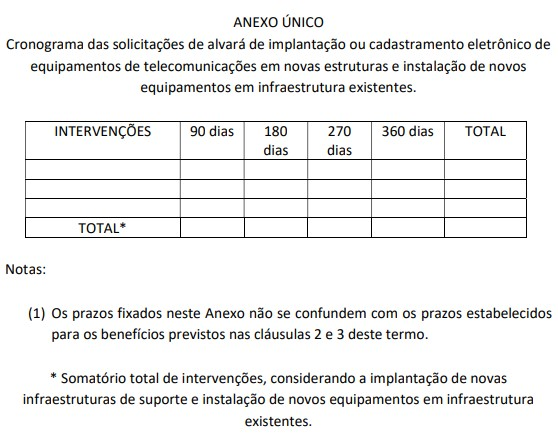 ANEXO ÚNICO
Cronograma das solicitações de alvará de implantação ou cadastramento eletrônico de
equipamentos de telecomunicações em novas estruturas e instalação de novos
equipamentos em infraestrutura existentes.
INTERVENÇÕES 90 dias 180 dias 270 dias 360 dias TOTAL
TOTAL*
Notas:
(1) Os prazos fixados neste Anexo não se confundem com os prazos estabelecidos
para os benefícios previstos nas cláusulas 2 e 3 deste termo.
* Somatório total de intervenções, considerando a implantação de novas
infraestruturas de suporte e instalação de novos equipamentos em infraestrutura
existentes.